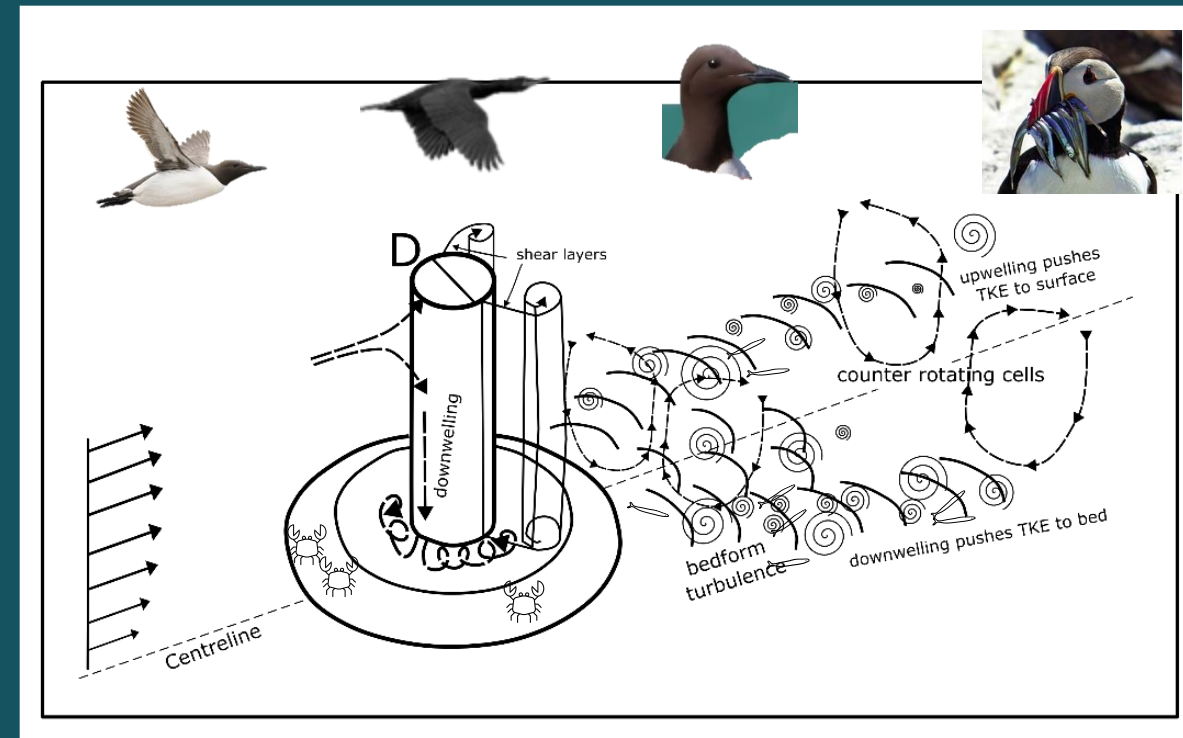 D
shear layers
upwelling pushes
TKE to surface
counter rotating cells
downwelling
downwelling pushes TKE to bed
bedform
turbulence
Centreline